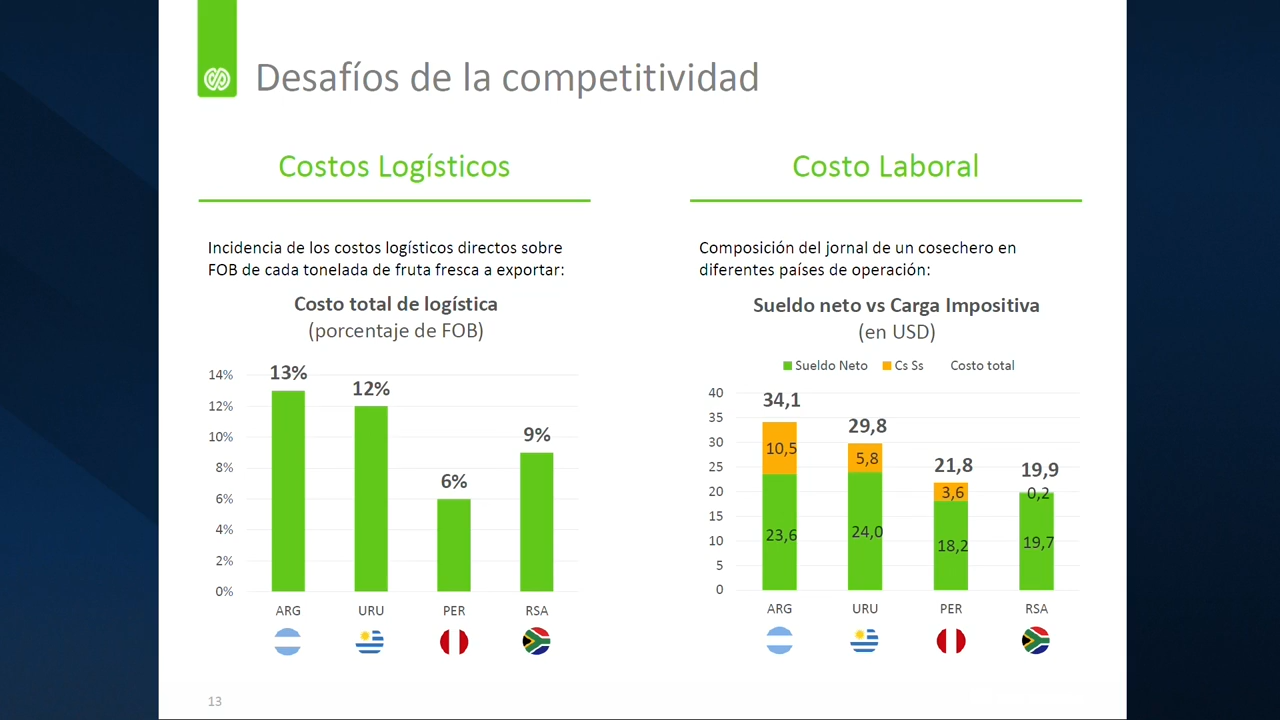 Desafíos de la competitividad
Costos Logísticos
Incidencia de los costos logísticos directos sobre
FOB de cada tonelada de fruta fresca a exportar:
Costo total de logística
(porcentaje de FOB)
14%
12%
10%
8%
6%
4%
2%
0%
13%
12%
6%
9%
ARG
URU
PER
RSA
Costo Laboral
Composición del jornal de un cosechero en
diferentes países de operación:
Sueldo neto vs Carga Impositiva
(en USD)
Sueldo Neto
Cs Ss
Costo total
40
35
30
25
20
15
10
5
0
34,1
10,5
23,6
29,8
5,8
24,0
21,8
3,6
18,2
19,9
0,2
19,7
ARG
URU
PER
RSA
13